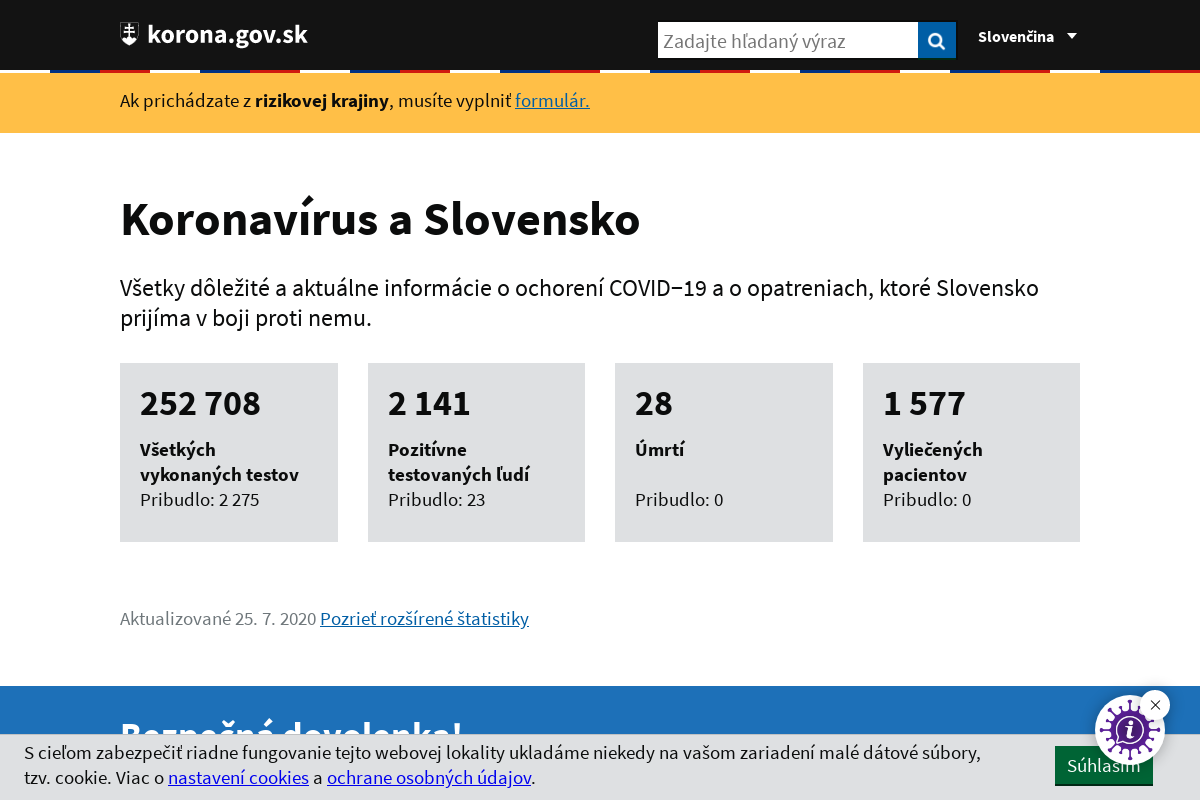 korona.gov.sk
Zadajte hľadaný výraz
Slovenčina
Ak prichádzate z rizikovej krajiny, musíte vyplniť formulár.
Koronavírus a Slovensko
Všetky dôležité a aktuálne informácie o ochorení COVID–19 a o opatreniach, ktoré Slovensko
prijíma v boji proti nemu.
252 708
Všetkých
vykonaných testov
Pribudlo: 2 275
2 141
Pozitívne
testovaných ľudí
Pribudlo: 23
28
Úmrtí
Pribudlo: 0
1 577
Vyliečených
pacientov
Pribudlo: 0
Aktualizované 25. 7. 2020 Pozrieť rozšírené štatistiky
Bezpečná dovolenka!
S cieľom zabezpečiť riadne fungovanie tejto webovej lokality ukladáme niekedy na vašom zariadení malé dátové súbory,
tzv. cookie. Viac o nastavení cookies a ochrane osobných údajov.
Súhlasím